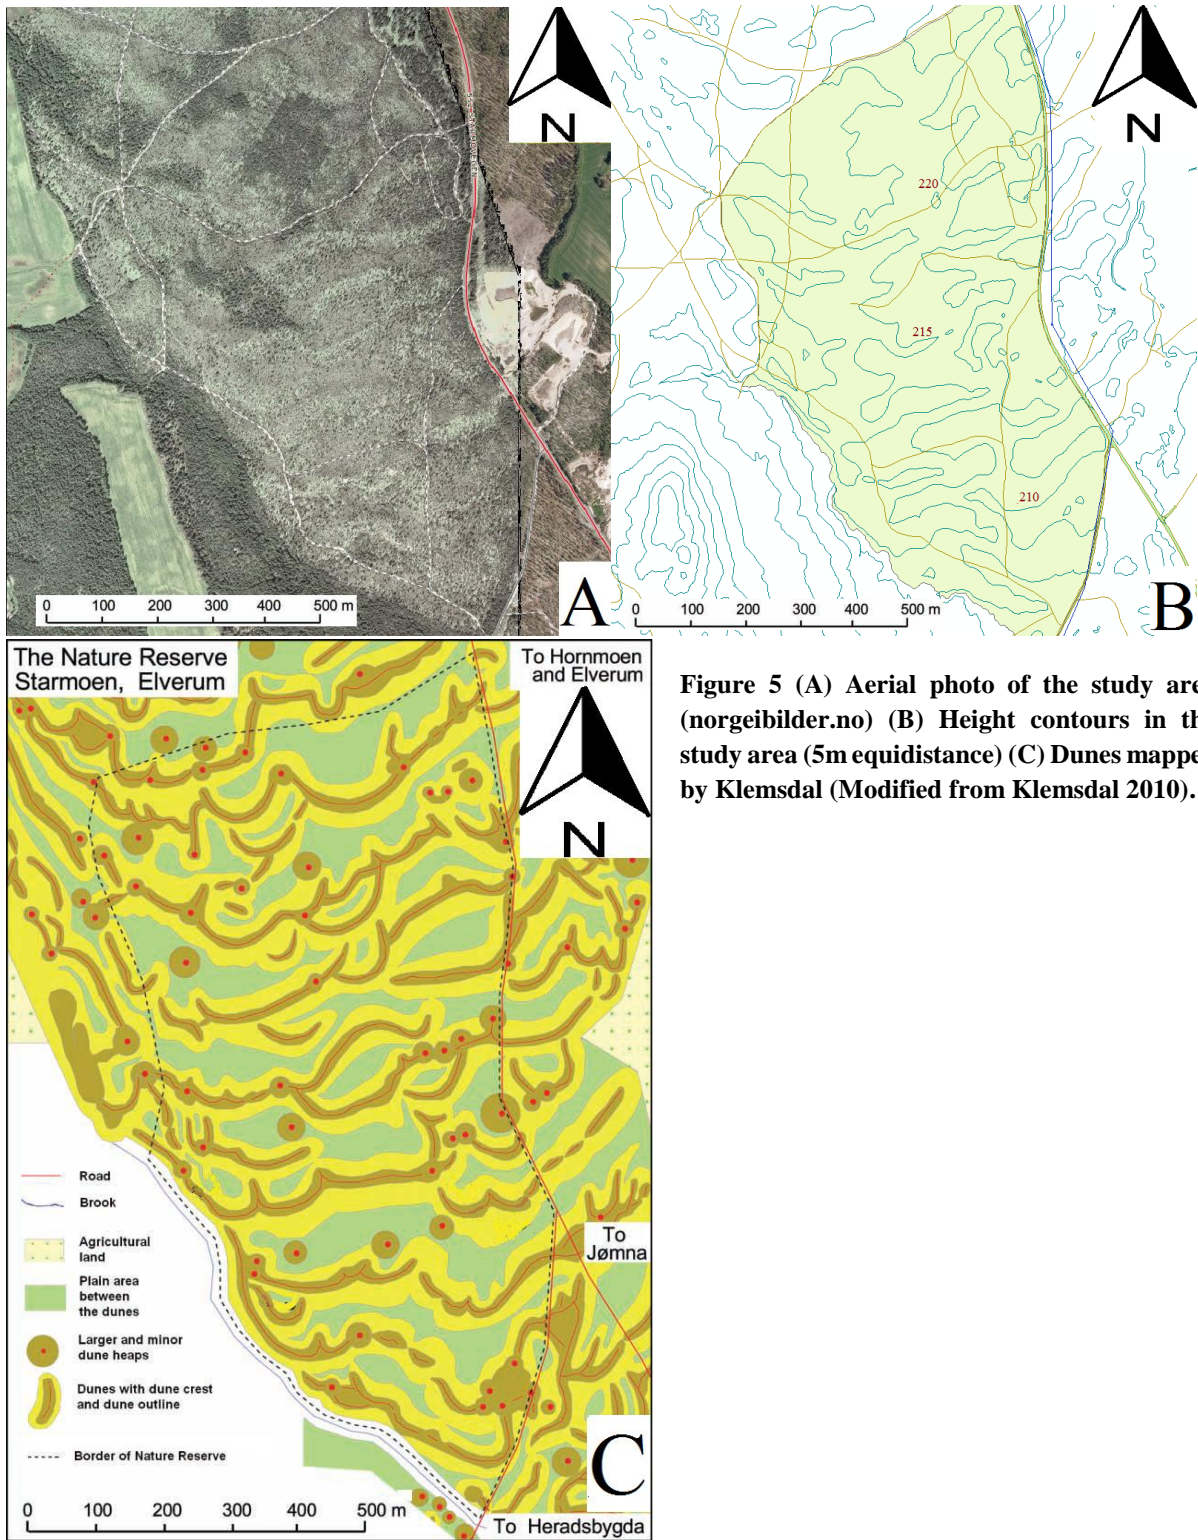 N
0 100 200 300 400 500 m
A
N
220
215
210
0 100 200 300 400 500 m
B
The Nature Reserve
Starmoen, Elverum
To Hornmoen
and Elverum
N
Road
Brook
Agricultural
land
Plain area
between
the dunes
Larger and minor
dune heaps
Dunes with dune crest
and dune outline
Border of Nature Reserve
0 100 200 300 400 500 m
To
Jømna
C
To Heradsbygda
Figure 5 (A) Aerial photo of the study are
(norgeibilder.no) (B) Height contours in th
study area (5m equidistance) (C) Dunes mappe
by Klemsdal (Modified from Klemsdal 2010).